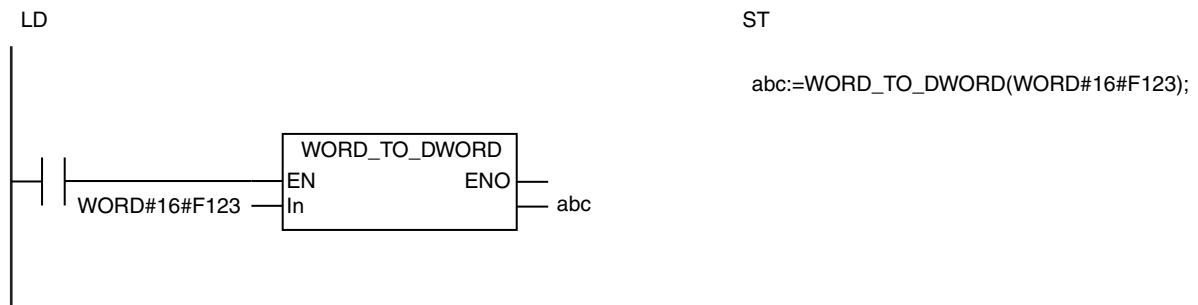 LD
ST
abc:=WORD_TO_DWORD(WORD#16#F123);
WORD_TO_DWORD
EN ENO
WORD#16#F123 In abc